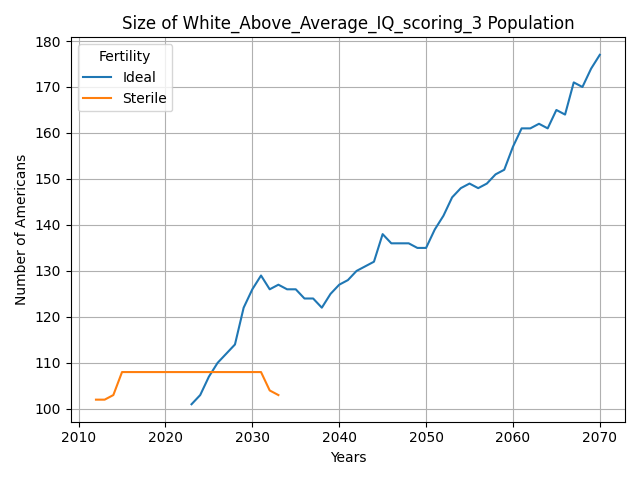 Size of White_Above_Average_IQ_scoring_3 Population
Fertility
Ideal
Sterile
Number of Americans
180
170
160
150
140
130
120
110
100
2010 2020 2030 2040 2050 2060 2070
Years